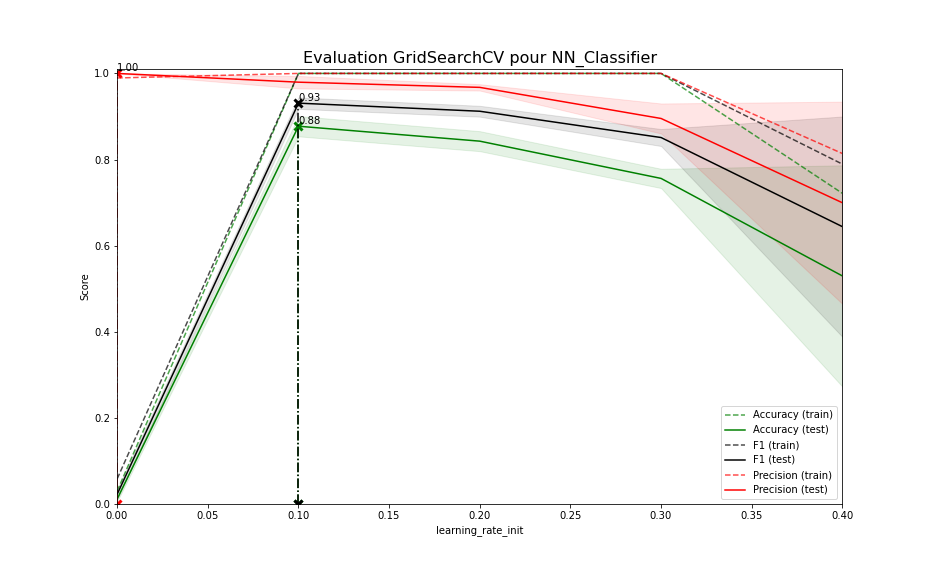 Evaluation GridSearchCV pour NN_Classifier
1.00
0.93
0.88
1.0
0.8
0.6
0.4
0.2
0.0
Score
0.00 0.05 0.10 0.15 0.20 0.25 0.30 0.35 0.40
learning_rate_init
Accuracy (train)
Accuracy (test)
F1 (train)
F1 (test)
Precision (train)
Precision (test)